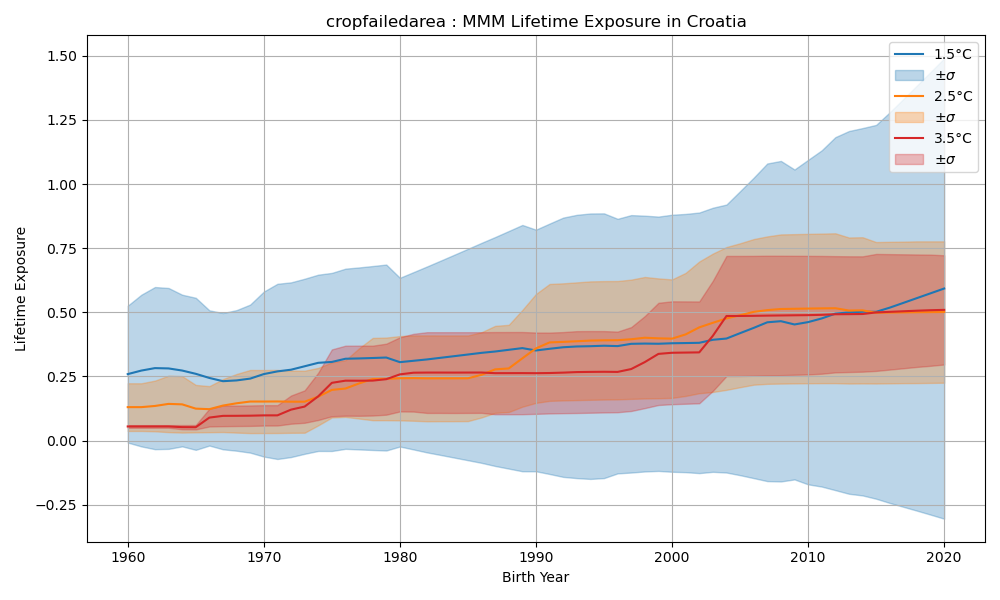 cropfailedarea : MMM Lifetime Exposure in Croatia
1.5°C
±σ
2.5°C
±σ
3.5°C
±σ
Lifetime Exposure
1.50
1.25
1.00
0.75
0.50
0.25
0.00
−0.25
1960 1970 1980 1990 2000 2010 2020
Birth Year